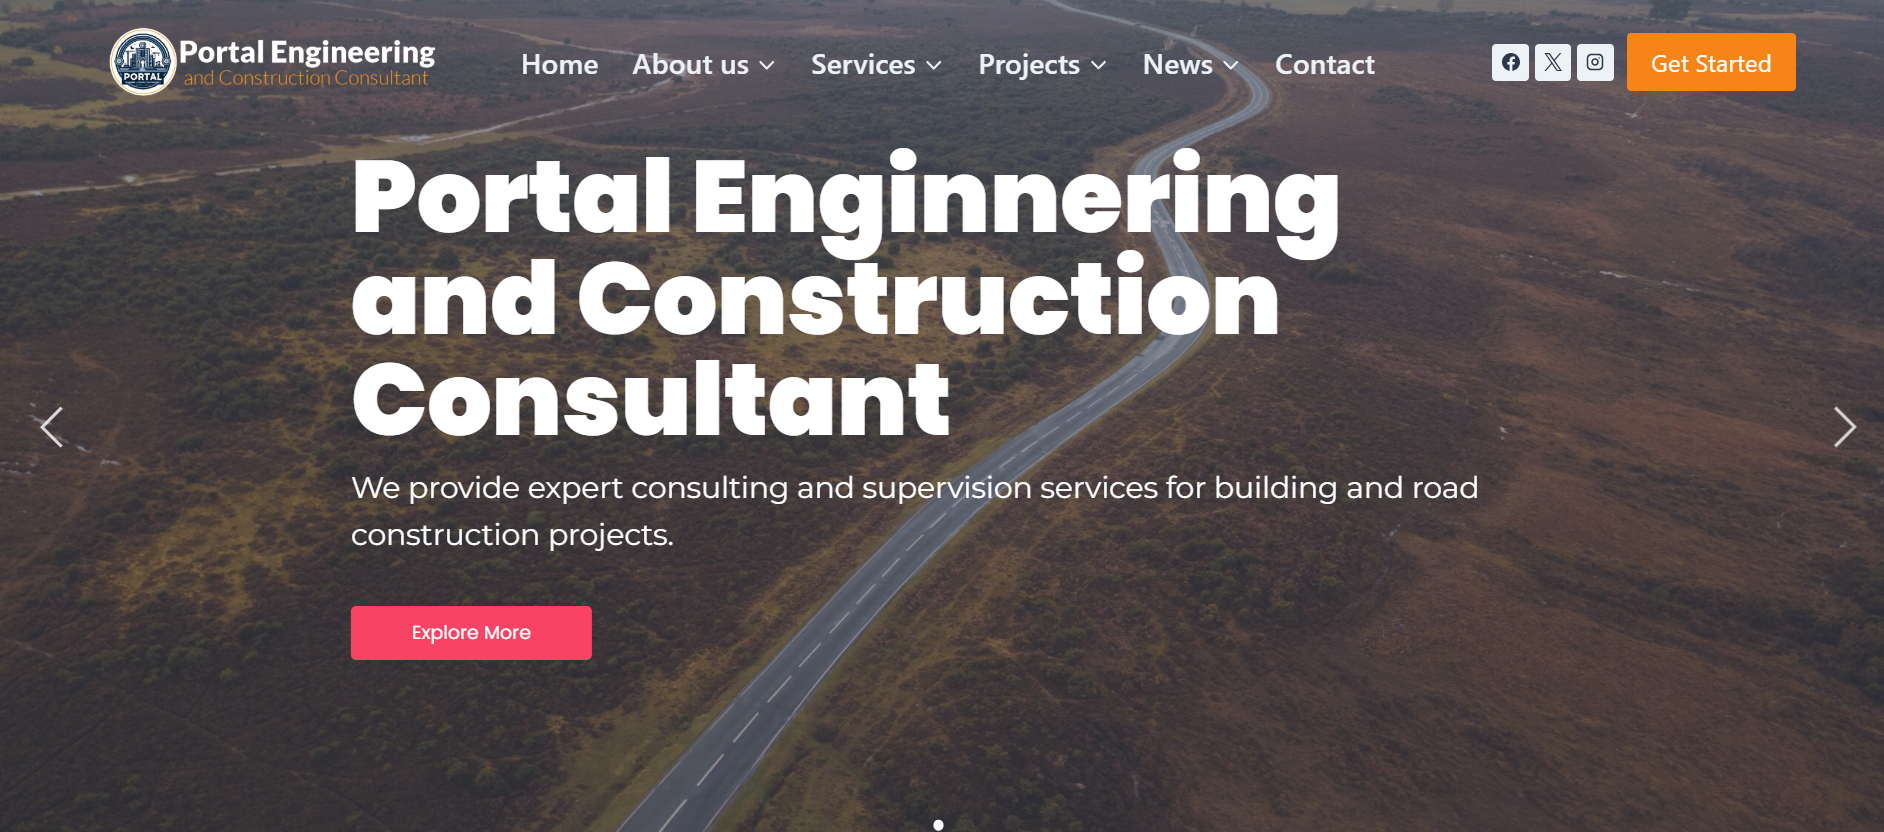 PORTAL
Portal Engineering
and Construction Consultant
Home About us Services Projects News Contact
Get Started
Portal Enginnering
and Construction
Consultant
We provide expert consulting and supervision services for building and road
construction projects.
Explore More